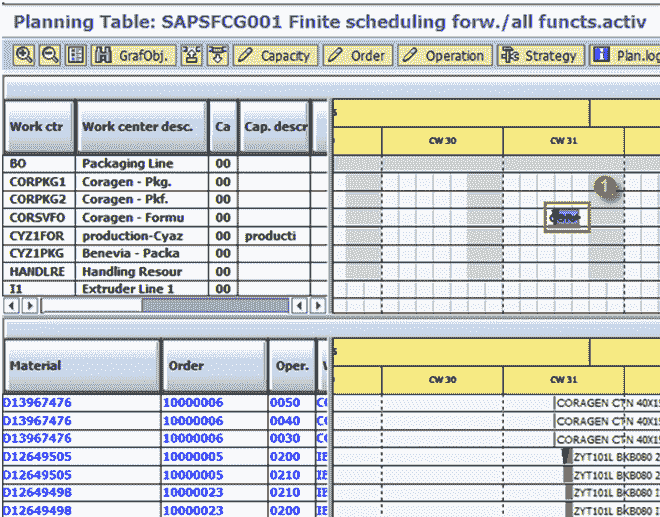 Planning Table: SAPSFCG001 Finite scheduling forw./all functs.activ
GrafObj. Capacity Order Operation Strategy Plan.log
Work ctr Work center desc. Ca Cap. descr
CW 30 CW 31
BO Packaging Line 00
CORPKG1 Coragen - Pkg. 00
CORPKG2 Coragen - Pkf. 00
CORSVFO Coragen - Formu 00
CYZ1FOR production-Cyaz 00 producti
CYZ1PKG Benevia - Packa 00
HANDLRE Handling Resour 00
I1 Extruder Line 1 00
1
Material Order Oper.
CW 30 CW 31
D13967476 10000006 0050 CORAGEN CTN 40X1
D13967476 10000006 0040 CORAGEN CTN 40X1
D13967476 10000006 0030 CORAGEN CTN 40X1
D12649505 10000005 0200 ZYT101L BKB080 2
D12649505 10000005 0210 ZYT101L BKB080 2
D12649498 10000023 0210 ZYT101L BKB080 I
D12649498 10000023 0200 ZYT101L BKB080 I